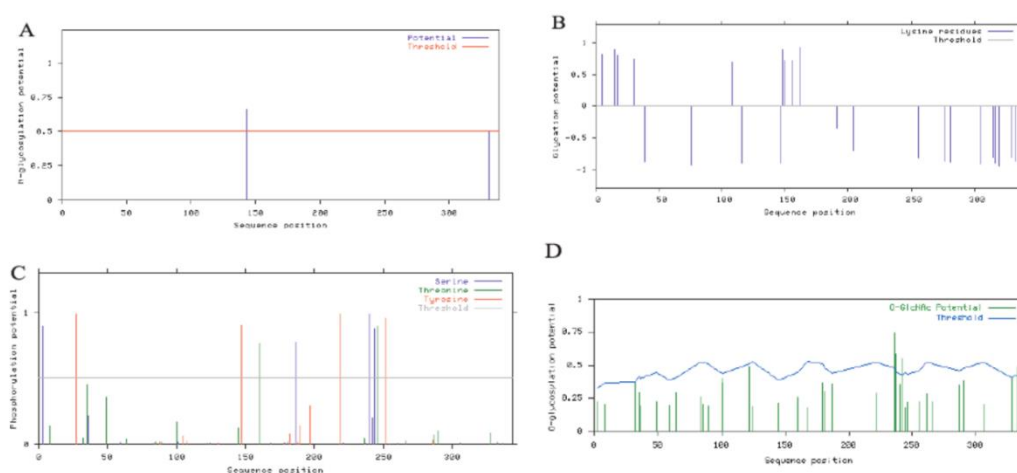 A
N-glycosylation potential
Potential
Threshold
1
0.75
0.5
0.25
0
0 50 100 150 200 250 300
Sequence position
B
Glycation potential
Lysine residues
Threshold
1
0.5
0
-0.5
-1
0 50 100 150 200 250 300
Sequence position
C
Phosphorylation potential
Serine
Threonine
Tyrosine
Threshold
1
0
0 50 100 150 200 250 300
Sequence position
D
O-glycosylation potential
O-GlcNAc Potential
Threshold
1
0.75
0.5
0.25
0
0 50 100 150 200 250 300
Sequence position